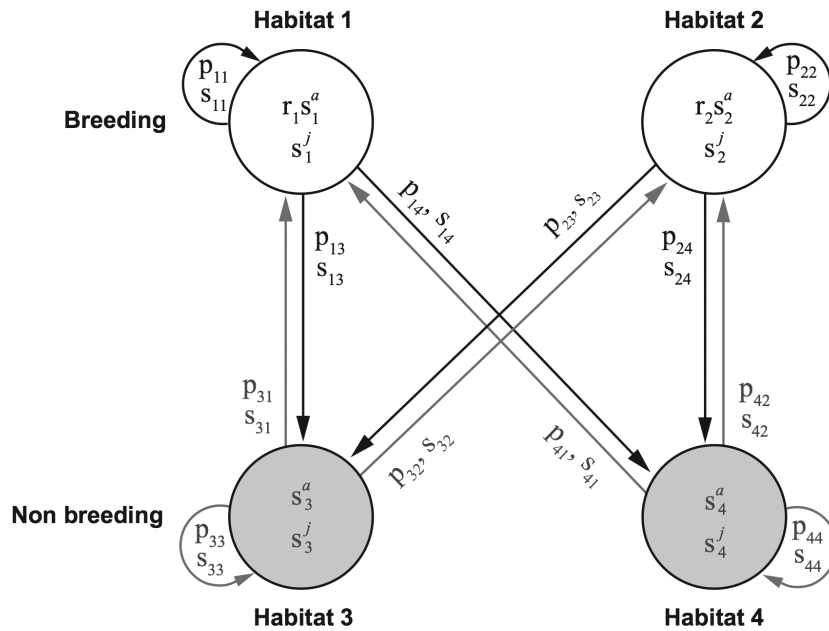 Habitat 1
Habitat 2
p₁₁
s₁₁
r₁s₁ᵃ
s₁ʲ
r₂s₂ᵃ
s₂ʲ
p₂₂
s₂₂
Breeding
p₁₄, s₁₄
p₂₃, s₂₃
p₁₃
s₁₃
p₂₄
s₂₄
p₃₁
s₃₁
p₃₂, s₃₂
p₄₁, s₄₁
p₄₂
s₄₂
Non breeding
p₃₃
s₃₃
s₃ᵃ
s₃ʲ
s₄ᵃ
s₄ʲ
p₄₄
s₄₄
Habitat 3
Habitat 4